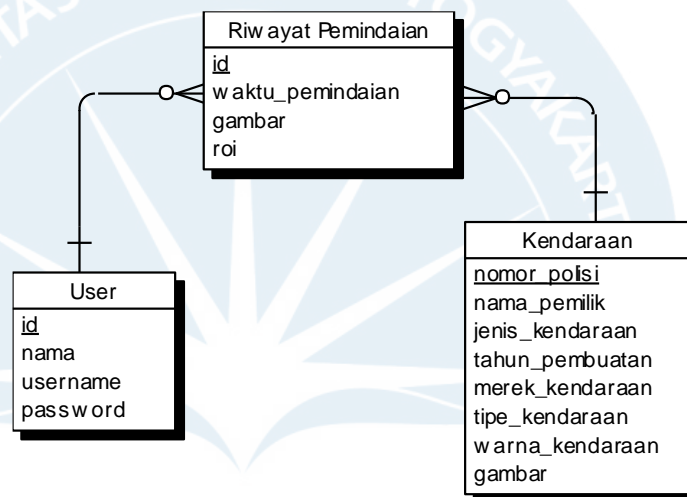 Riwayat Pemindaian
id
waktu_pemindaian
gambar
roi
User
id
nama
username
password
Kendaraan
nomor_polisi
nama_pemilik
jenis_kendaraan
tahun_pembuatan
merek_kendaraan
tipe_kendaraan
warna_kendaraan
gambar